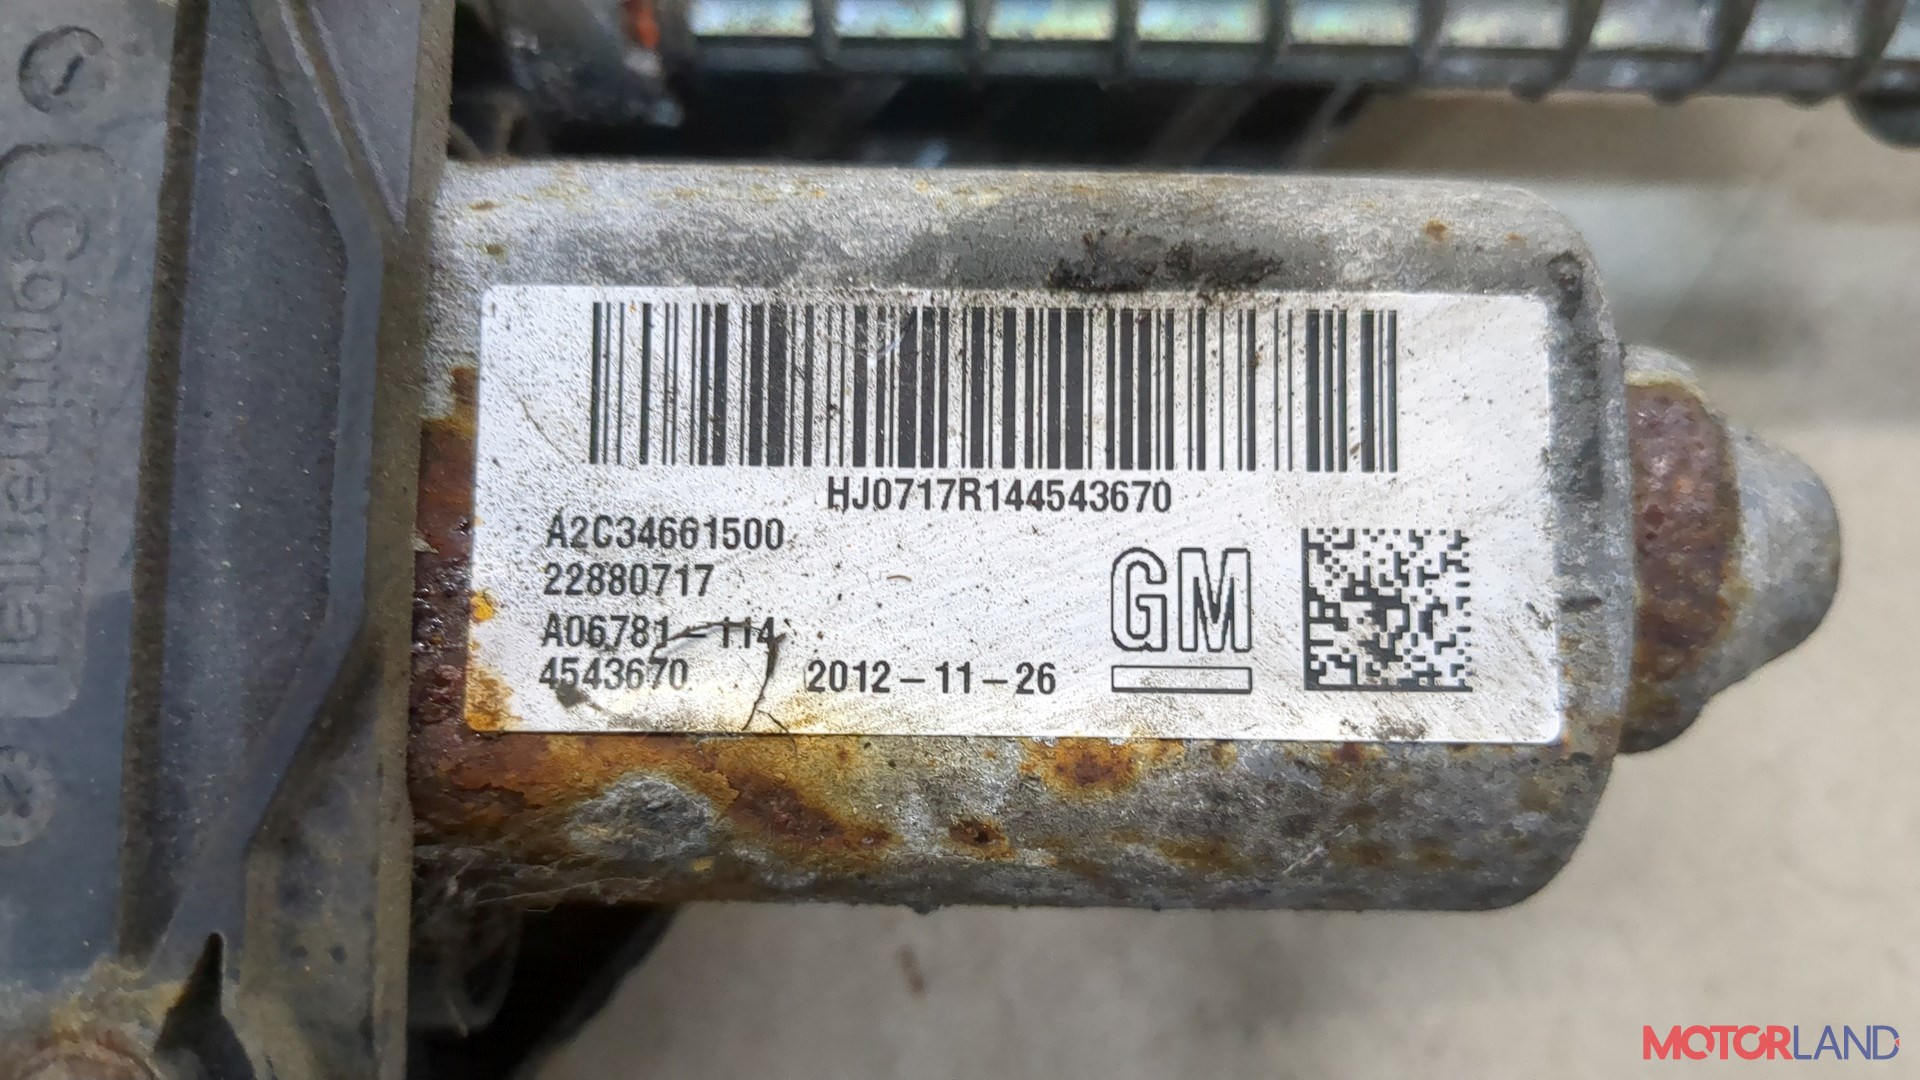 HJ0717R144543670
A2C34661500
22880717
A06781-114
4543670 2012-11-26
GM
Continental
MOTORLAND